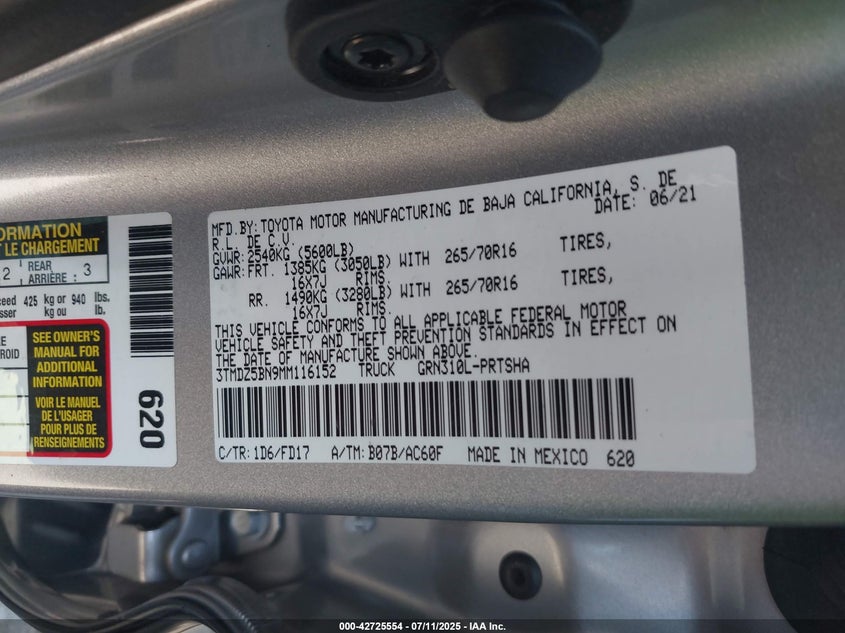 ORMATION
T LE CHARGEMENT
2 REAR ARRIÈRE : 3
425 kg or 940 lbs.
kg ou lb.
SEE OWNER'S
MANUAL FOR
ADDITIONAL
INFORMATION
VOIR LE MANUEL
DE L'USAGER
POUR PLUS DE
RENSEIGNEMENTS
620
MFD.BY:TOYOTA MOTOR MANUFACTURING DE BAJA CALIFORNIA, S. DE
R.L. DE C.V. DATE: 06/21
GVWR:2540KG (5600LB)
GAWR:FRT. 1385KG (3050LB) WITH 265/70R16 TIRES,
16X7J RIMS.
RR. 1490KG (3280LB) WITH 265/70R16 TIRES,
16X7J RIMS.
THIS VEHICLE CONFORMS TO ALL APPLICABLE FEDERAL MOTOR
VEHICLE SAFETY AND THEFT PREVENTION STANDARDS IN EFFECT ON
THE DATE OF MANUFACTURE SHOWN ABOVE.
3TMDZ5BN9MM116152 TRUCK GRN310L-PRTSHA
C/TR:1D6/FD17 A/TM:B07B/AC60F MADE IN MEXICO 620
000-42725554 - 07/11/2025 - IAA Inc.